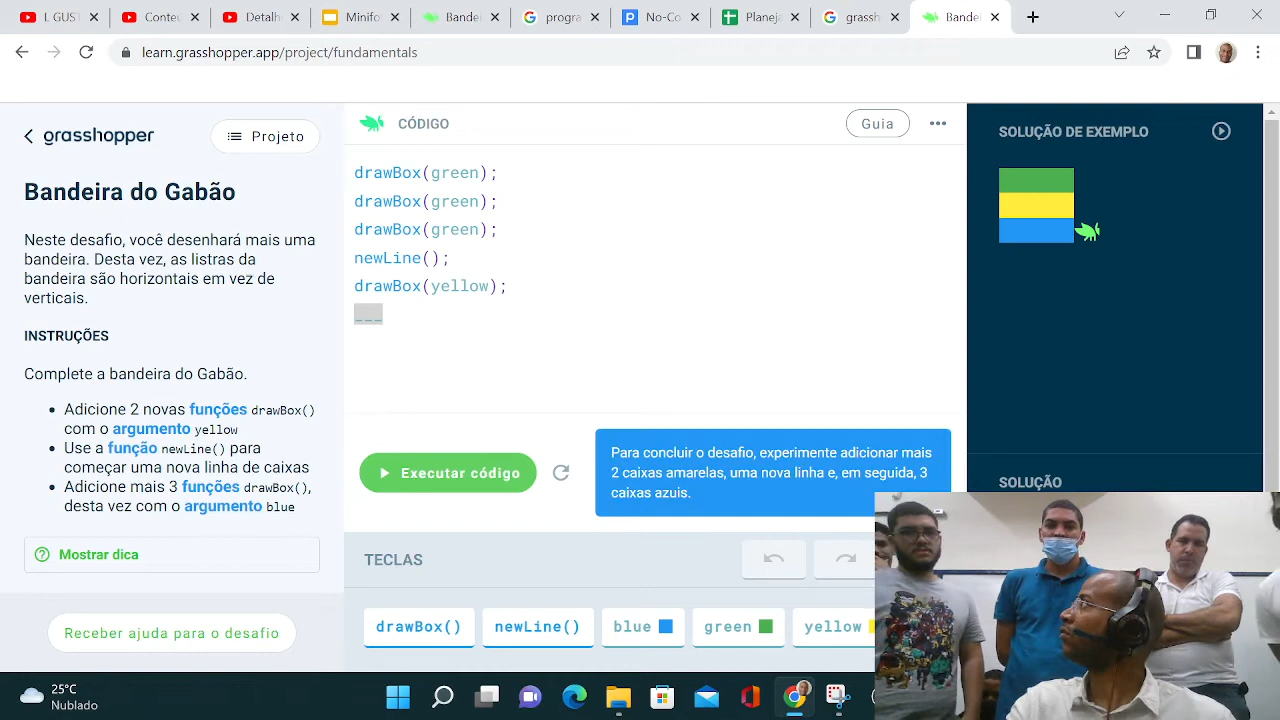 I. GUST
Conte
Detalh
Minifo
Bandei
progra
No-Co
Planeja
grassh
Bandei
learn.grasshopper.app/project/fundamentals
grasshopper
Projeto
Bandeira do Gabão
Neste desafio, você desenhará mais uma
bandeira. Desta vez, as listras da
bandeira são horizontais em vez de
verticais.
INSTRUÇÕES
Complete a bandeira do Gabão.
Adicione 2 novas funções drawBox()
com o argumento yellow
Use a função newLine() para
começar uma nova linha de caixas
Adicione mais 3 funções drawBox(),
desta vez com o argumento blue
Mostrar dica
Receber ajuda para o desafio
CÓDIGO
Guia
drawBox(green);
drawBox(green);
drawBox(green);
newLine();
drawBox(yellow);
___
Executar código
Para concluir o desafio, experimente adicionar mais
2 caixas amarelas, uma nova linha e, em seguida, 3
caixas azuis.
TECLAS
drawBox()
newLine()
blue
green
yellow
SOLUÇÃO DE EXEMPLO
SOLUÇÃO
25°C
Nublado